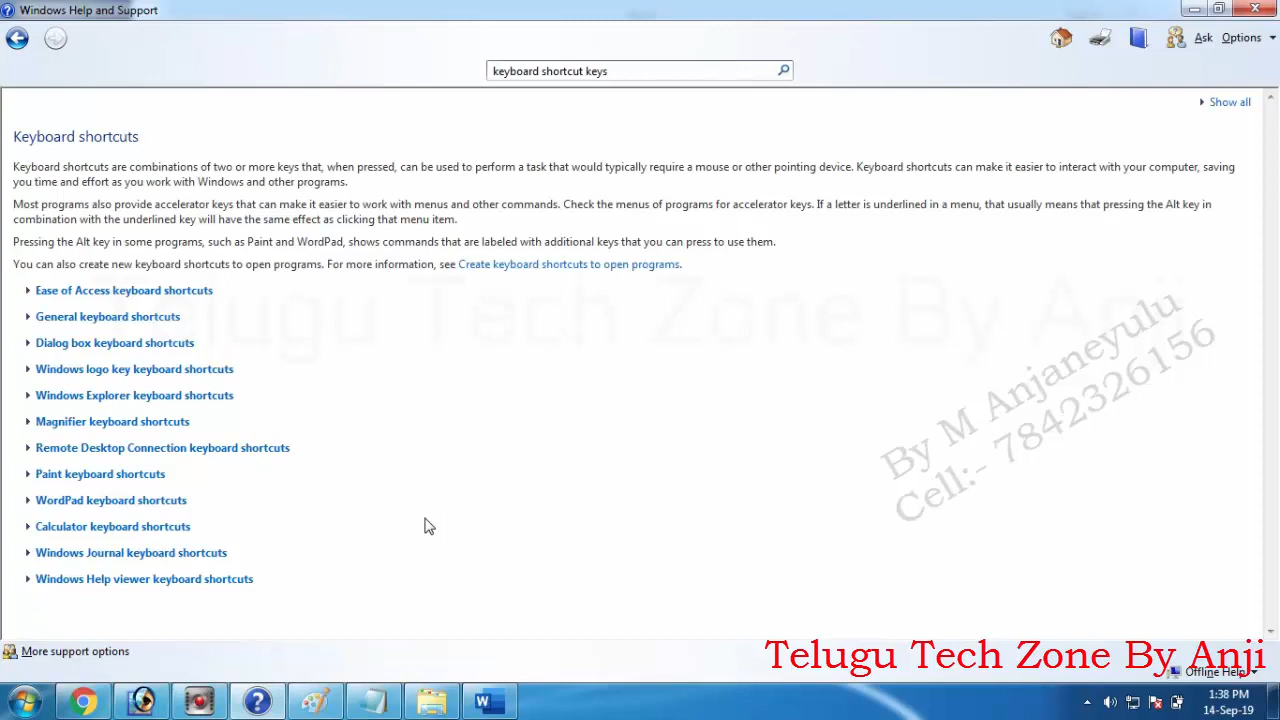 Windows Help and Support
Ask Options
keyboard shortcut keys
Show all
Keyboard shortcuts
Keyboard shortcuts are combinations of two or more keys that, when pressed, can be used to perform a task that would typically require a mouse or other pointing device. Keyboard shortcuts can make it easier to interact with your computer, saving
you time and effort as you work with Windows and other programs.
Most programs also provide accelerator keys that can make it easier to work with menus and other commands. Check the menus of programs for accelerator keys. If a letter is underlined in a menu, that usually means that pressing the Alt key in
combination with the underlined key will have the same effect as clicking that menu item.
Pressing the Alt key in some programs, such as Paint and WordPad, shows commands that are labeled with additional keys that you can press to use them.
You can also create new keyboard shortcuts to open programs. For more information, see Create keyboard shortcuts to open programs.
Ease of Access keyboard shortcuts
General keyboard shortcuts
Dialog box keyboard shortcuts
Windows logo key keyboard shortcuts
Windows Explorer keyboard shortcuts
Magnifier keyboard shortcuts
Remote Desktop Connection keyboard shortcuts
Paint keyboard shortcuts
WordPad keyboard shortcuts
Calculator keyboard shortcuts
Windows Journal keyboard shortcuts
Windows Help viewer keyboard shortcuts
Telugu Tech Zone By Anji
By M Anjaneyulu
Cell:- 7842326156
More support options
Telugu Tech Zone By Anji
Offline Help
1:38 PM
14-Sep-19